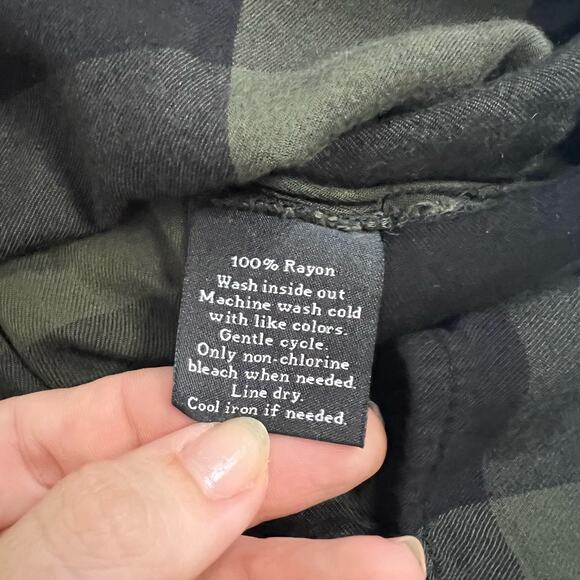 100% Rayon
Wash inside out
Machine wash cold
with like colors.
Gentle cycle.
Only non-chlorine
bleach when needed.
Line dry.
Cool iron if needed.